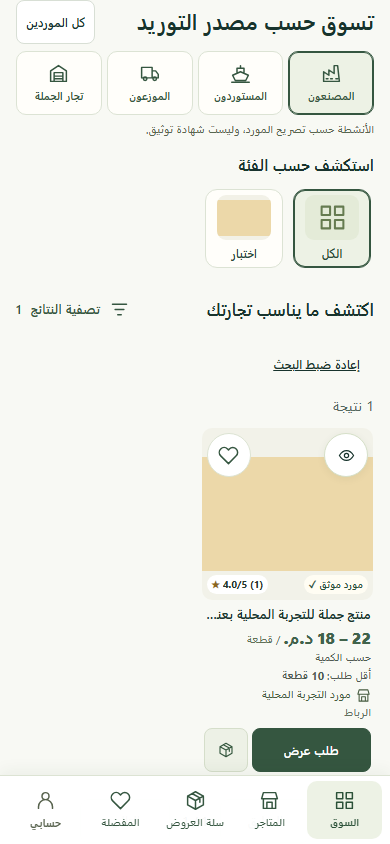 تسوق حسب مصدر التوريد
كل الموردين
المصنعون
المستوردون
الموزعون
تجار الجملة
الأنشطة حسب تصريح المورد، وليست شهادة توثيق.
استكشف حسب الفئة
الكل
اختبار
اكتشف ما يناسب تجارتك
تصفية النتائج 1
إعادة ضبط البحث
1 نتيجة
مورد موثق ✓
★ 4.0/5 (1)
منتج جملة للتجربة المحلية بعنـ...
22 – 18 د.م. / قطعة
حسب الكمية
أقل طلب: 10 قطعة
مورد التجربة المحلية
الرباط
طلب عرض
السوق
المتاجر
سلة العروض
المفضلة
حسابي